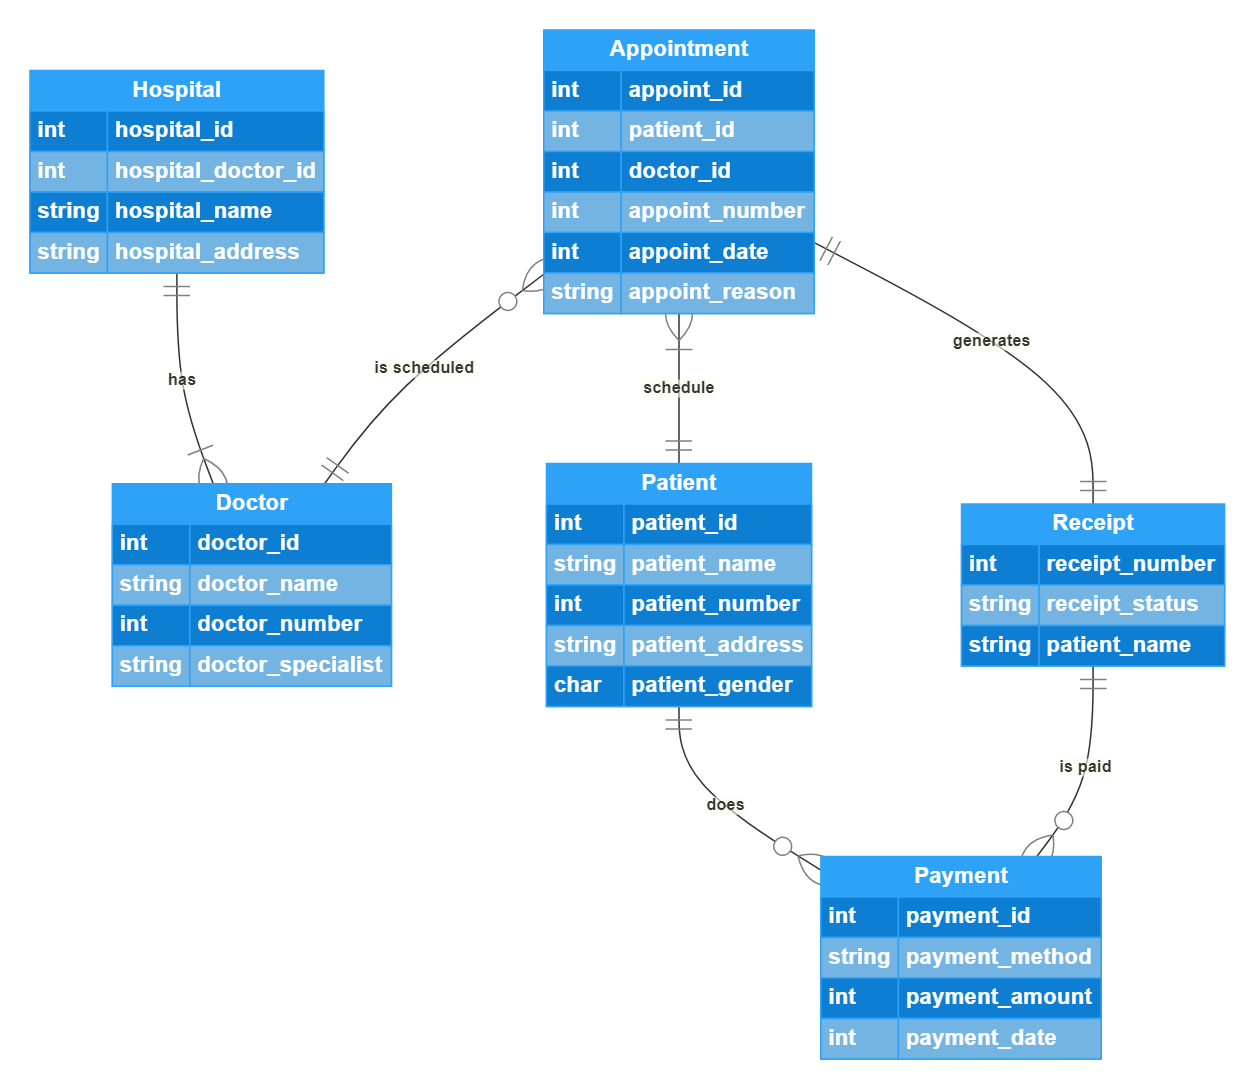 Appointment
int appoint_id
int patient_id
int doctor_id
int appoint_number
int appoint_date
string appoint_reason
Hospital
int hospital_id
int hospital_doctor_id
string hospital_name
string hospital_address
generates
is scheduled
has
schedule
Doctor
int doctor_id
string doctor_name
int doctor_number
string doctor_specialist
Patient
int patient_id
string patient_name
int patient_number
string patient_address
char patient_gender
Receipt
int receipt_number
string receipt_status
string patient_name
is paid
does
Payment
int payment_id
string payment_method
int payment_amount
int payment_date